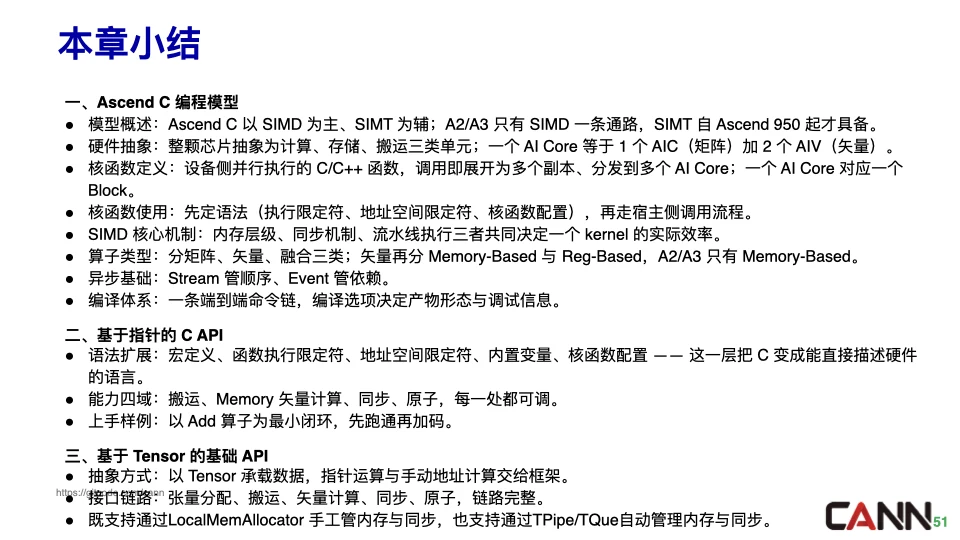 本章小结
一、Ascend C 编程模型
● 模型概述：Ascend C 以 SIMD 为主、SIMT 为辅；A2/A3 只有 SIMD 一条通路，SIMT 自 Ascend 950 起才具备。
● 硬件抽象：整颗芯片抽象为计算、存储、搬运三类单元；一个 AI Core 等于 1 个 AIC（矩阵）加 2 个 AIV（矢量）。
● 核函数定义：设备侧并行执行的 C/C++ 函数，调用即展开为多个副本、分发到多个 AI Core；一个 AI Core 对应一个
Block。
● 核函数使用：先定语法（执行限定符、地址空间限定符、核函数配置），再走宿主侧调用流程。
● SIMD 核心机制：内存层级、同步机制、流水线执行三者共同决定一个 kernel 的实际效率。
● 算子类型：分矩阵、矢量、融合三类；矢量再分 Memory-Based 与 Reg-Based，A2/A3 只有 Memory-Based。
● 异步基础：Stream 管顺序、Event 管依赖。
● 编译体系：一条端到端命令链，编译选项决定产物形态与调试信息。
二、基于指针的 C API
● 语法扩展：宏定义、函数执行限定符、地址空间限定符、内置变量、核函数配置 —— 这一层把 C 变成能直接描述硬件
的语言。
● 能力四域：搬运、Memory 矢量计算、同步、原子，每一处都可调。
● 上手样例：以 Add 算子为最小闭环，先跑通再加码。
三、基于 Tensor 的基础 API
● 抽象方式：以 Tensor 承载数据，指针运算与手动地址计算交给框架。
● 接口链路：张量分配、搬运、矢量计算、同步、原子，链路完整。
● 既支持通过LocalMemAllocator 手工管内存与同步，也支持通过TPipe/TQue自动管理内存与同步。
CANN
51